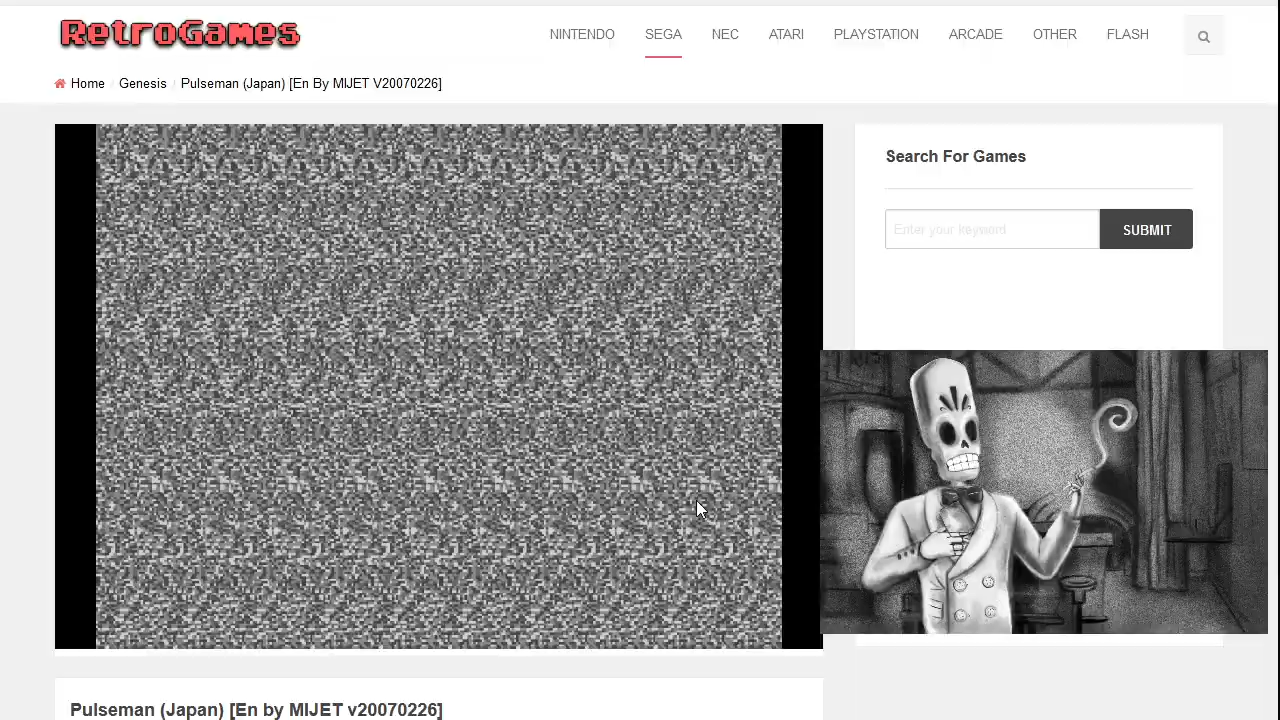 RetroGames
NINTENDO SEGA NEC ATARI PLAYSTATION ARCADE OTHER FLASH
Home / Genesis / Pulseman (Japan) [En By MIJET V20070226]
Search For Games
Enter your keyword
SUBMIT
Pulseman (Japan) [En by MIJET v20070226]